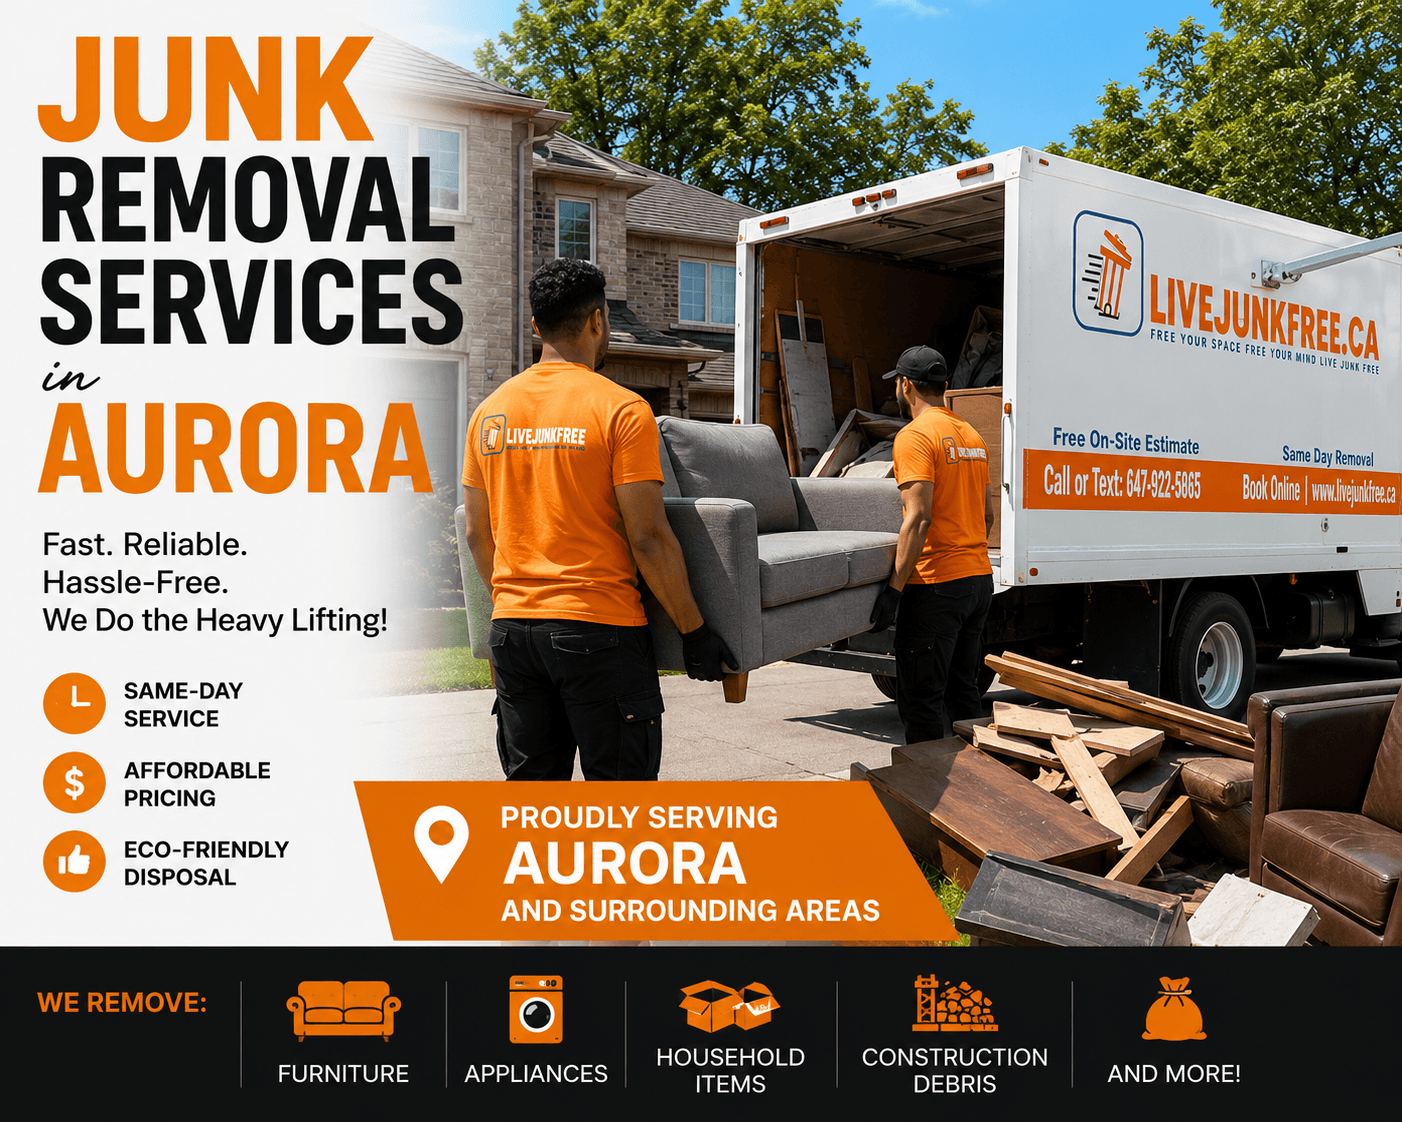 JUNK
REMOVAL
SERVICES
in
AURORA
Fast. Reliable.
Hassle-Free.
We Do the Heavy Lifting!
SAME-DAY
SERVICE
$
AFFORDABLE
PRICING
ECO-FRIENDLY
DISPOSAL
LIVEJUNKFREE
LIVEJUNKFREE.CA
FREE YOUR SPACE FREE YOUR MIND LIVE JUNK FREE
Free On-Site Estimate
Same Day Removal
Call or Text: 647-922-5865
Book Online | www.livejunkfree.ca
PROUDLY SERVING
AURORA
AND SURROUNDING AREAS
WE REMOVE:
FURNITURE
APPLIANCES
HOUSEHOLD
ITEMS
CONSTRUCTION
DEBRIS
AND MORE!